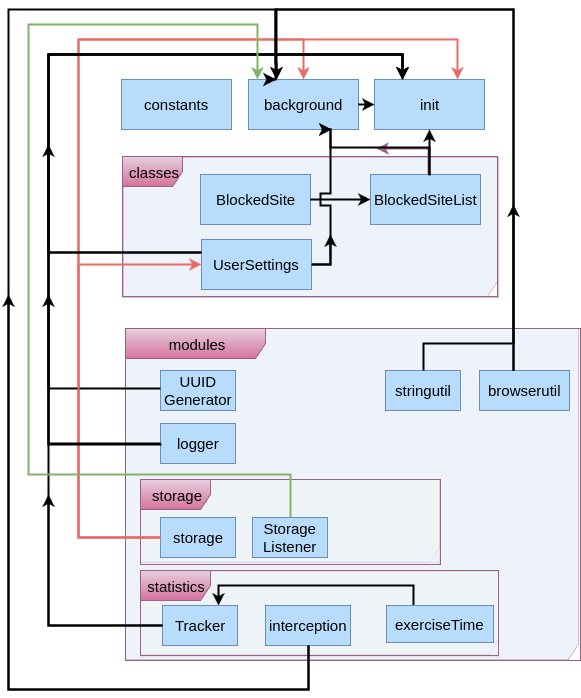 constants
background
init
classes
BlockedSite
BlockedSiteList
UserSettings
modules
UUID
Generator
stringutil
browserutil
logger
storage
storage
Storage
Listener
statistics
Tracker
interception
exerciseTime